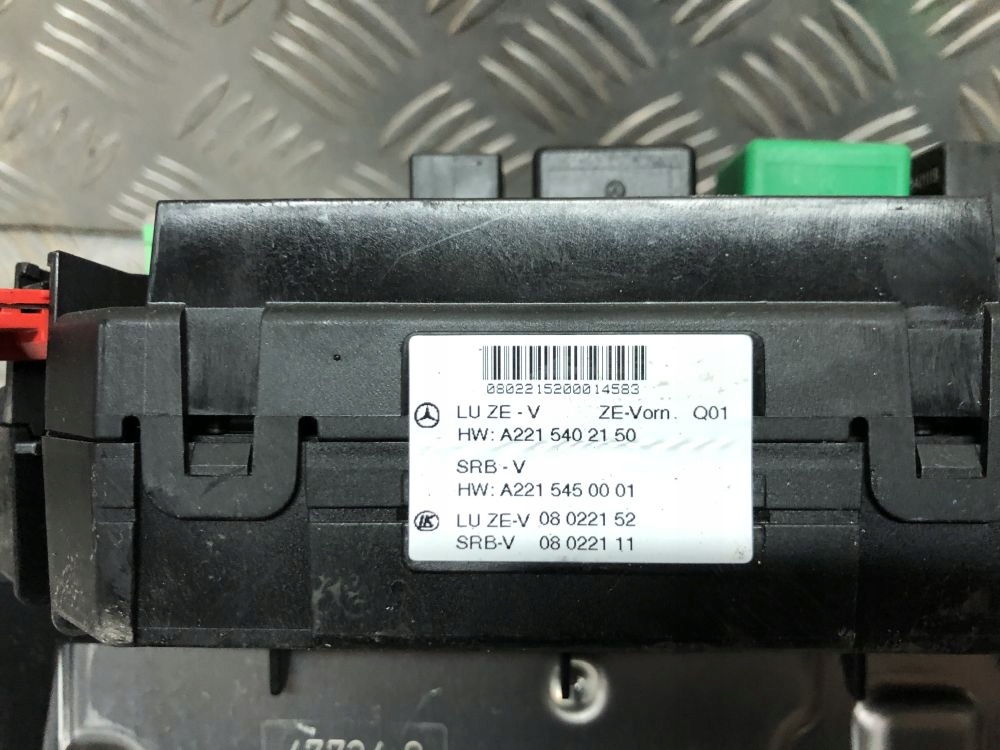 0802215200014583
LU ZE - V ZE-Vorn. Q01
HW: A221 540 21 50
SRB - V
HW: A221 545 00 01
LK LU ZE-V 08 0221 52
SRB-V 08 0221 11